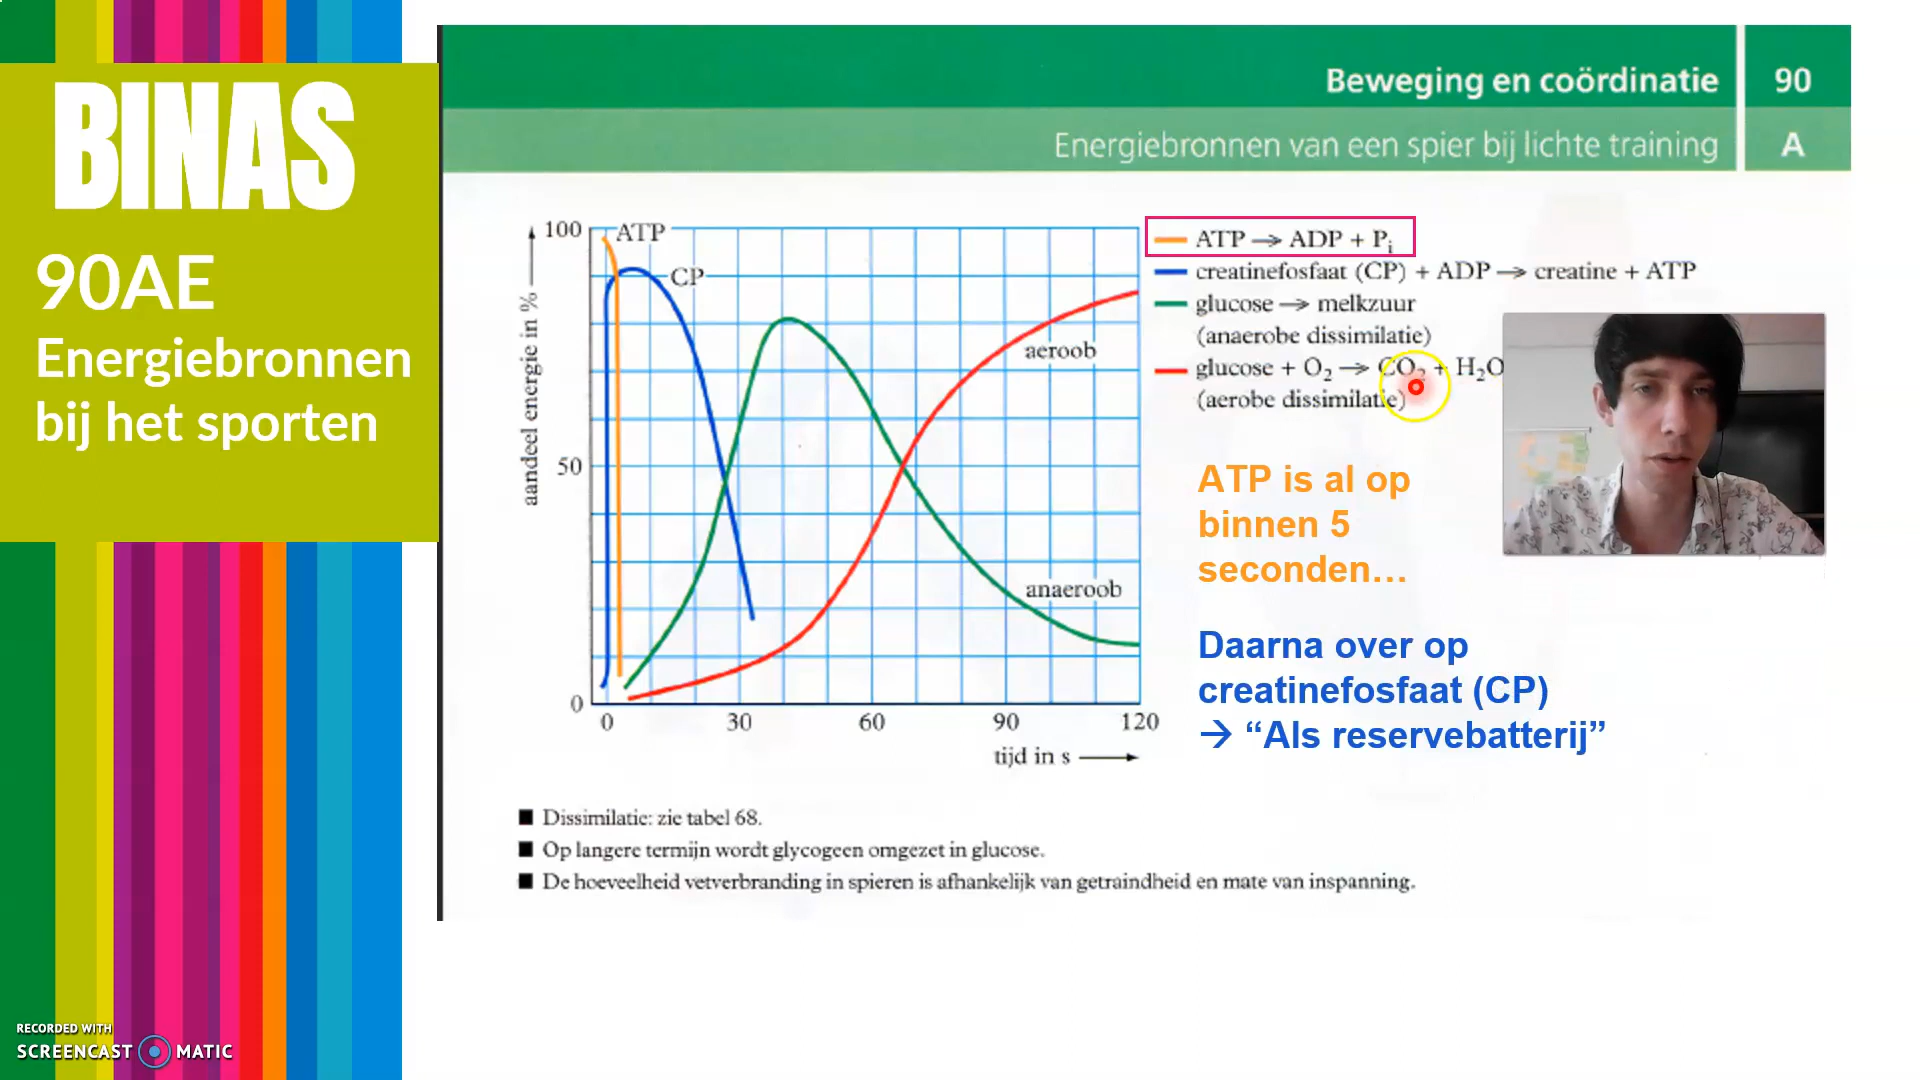 BINAS
90AE
Energiebronnen
bij het sporten
Beweging en coördinatie 90
Energiebronnen van een spier bij lichte training A
aandeel energie in %
100
50
0
ATP
CP
aeroob
anaeroob
0 30 60 90 120
tijd in s
ATP → ADP + Pi
creatinefosfaat (CP) + ADP → creatine + ATP
glucose → melkzuur
(anaerobe dissimilatie)
glucose + O₂ → CO₂ + H₂O
(aerobe dissimilatie)
ATP is al op
binnen 5
seconden…
Daarna over op
creatinefosfaat (CP)
→ “Als reservebatterij”
■ Dissimilatie: zie tabel 68.
■ Op langere termijn wordt glycogeen omgezet in glucose.
■ De hoeveelheid vetverbranding in spieren is afhankelijk van getraindheid en mate van inspanning.
RECORDED WITH
SCREENCAST MATIC